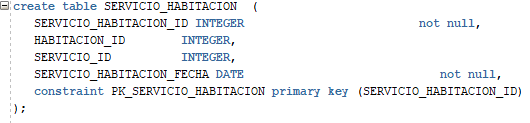 create table SERVICIO_HABITACION (
SERVICIO_HABITACION_ID INTEGER not null,
HABITACION_ID INTEGER,
SERVICIO_ID INTEGER,
SERVICIO_HABITACION_FECHA DATE not null,
constraint PK_SERVICIO_HABITACION primary key (SERVICIO_HABITACION_ID)
);